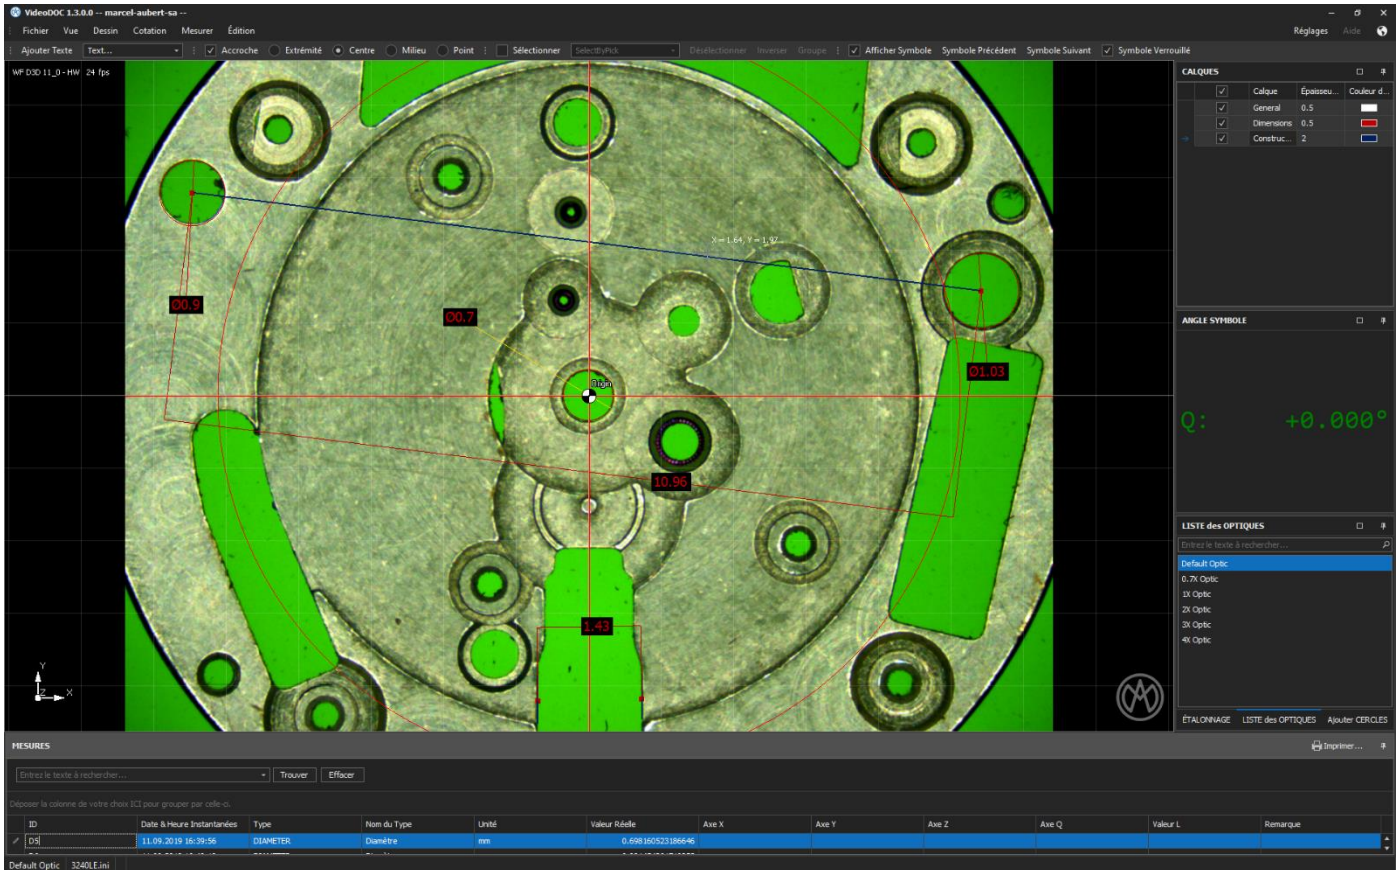 VideoDOC 1.3.0.0 -- marcel-aubert-sa --
Fichier Vue Dessin Cotation Mesurer Édition
Réglages Aide
Ajouter Texte Text... Accroche Extrémité Centre Milieu Point Sélectionner SelectByPick Désélectionner Inverser Groupe Afficher Symbole Symbole Précédent Symbole Suivant Symbole Verrouillé
WF D3D 11_0 - HW 24 fps
X = 1.64, Y = 1.97
Ø0.9
Ø0.7
Ø1.03
Origin
10.96
1.43
Y
Z X
CALQUES
Calque Épaisseu... Couleur d...
General 0.5
Dimensions 0.5
Construc... 2
ANGLE SYMBOLE
Q: +0.000°
LISTE des OPTIQUES
Entrez le texte à rechercher...
Default Optic
0.7X Optic
1X Optic
2X Optic
3X Optic
4X Optic
ÉTALONNAGE LISTE des OPTIQUES Ajouter CERCLES
MESURES
Imprimer...
Entrez le texte à rechercher... Trouver Effacer
Déposer la colonne de votre choix ICI pour grouper par celle-ci.
ID Date & Heure Instantanées Type Nom du Type Unité Valeur Réelle Axe X Axe Y Axe Z Axe Q Valeur L Remarque
D5 11.09.2019 16:39:56 DIAMETER Diamètre mm 0.698160523186646
Default Optic 3240LE.ini